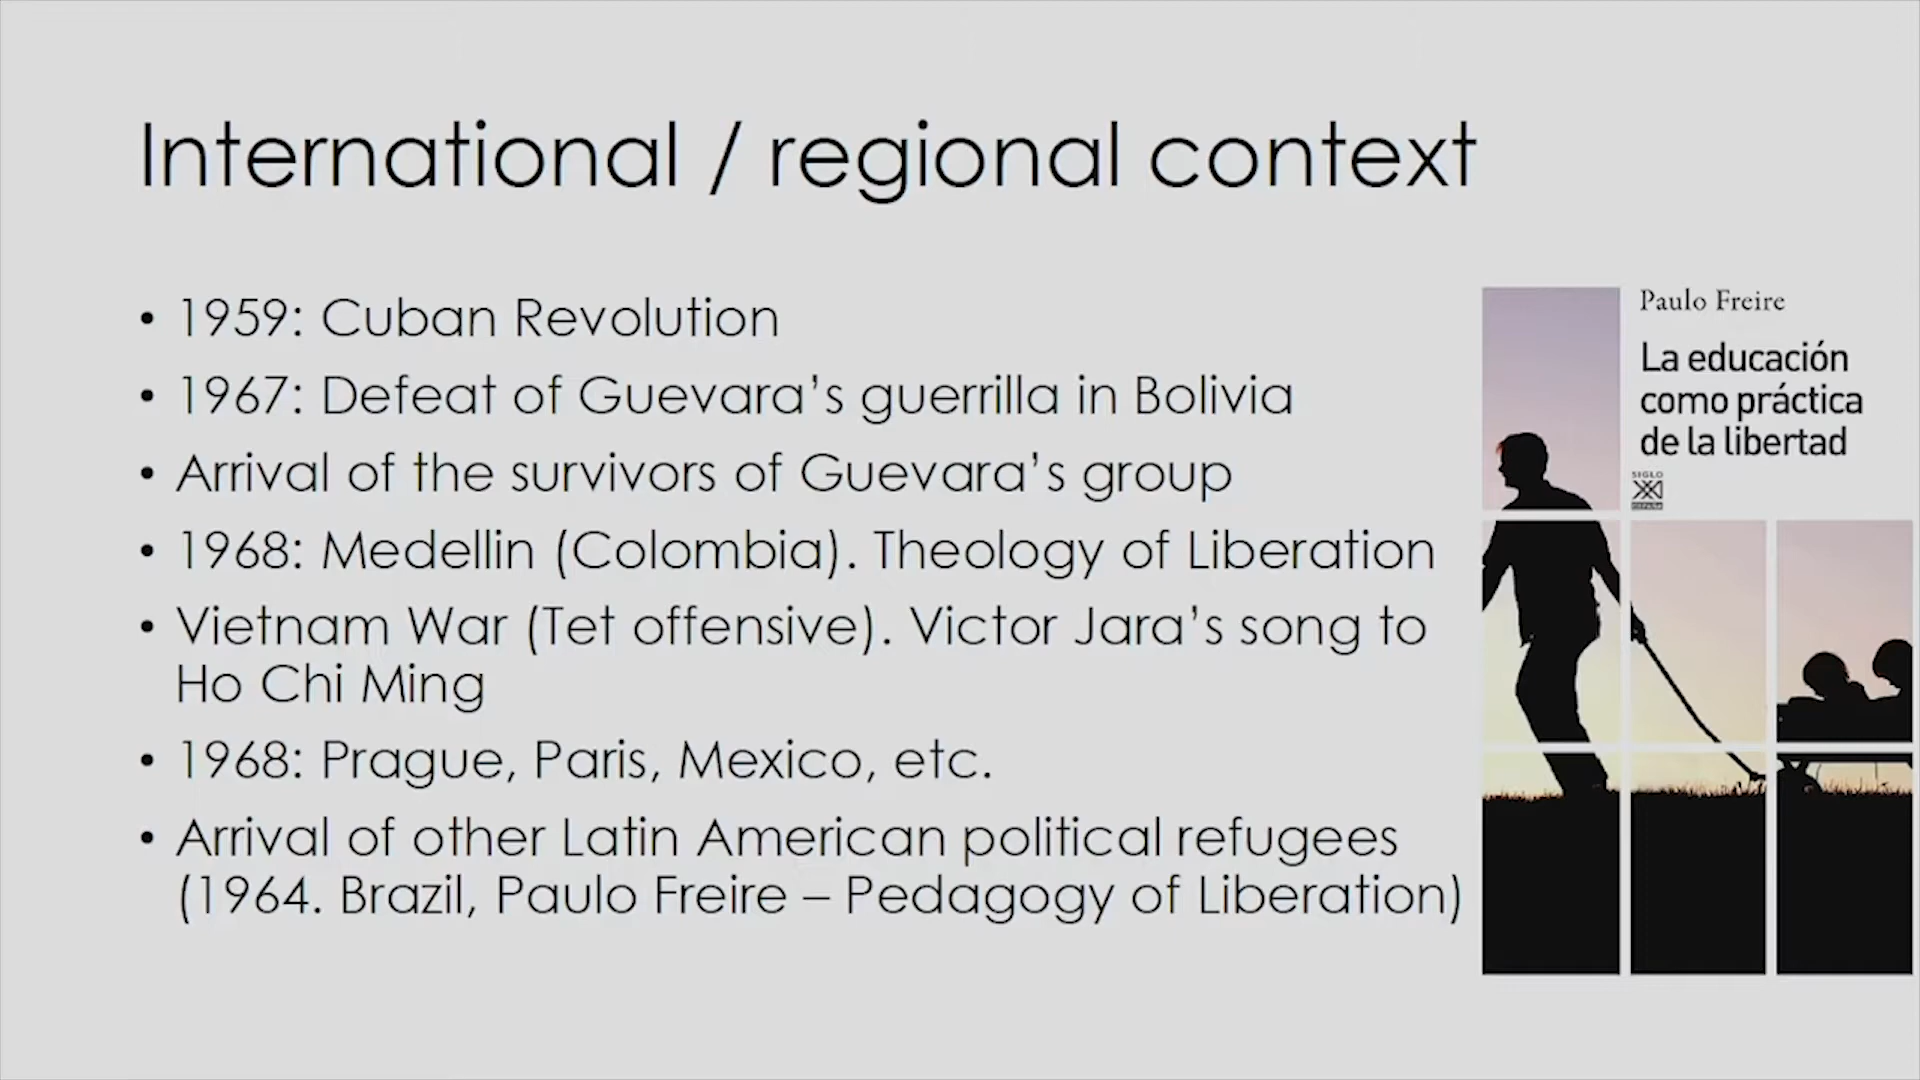 International / regional context
• 1959: Cuban Revolution
• 1967: Defeat of Guevara’s guerrilla in Bolivia
• Arrival of the survivors of Guevara’s group
• 1968: Medellin (Colombia). Theology of Liberation
• Vietnam War (Tet offensive). Victor Jara’s song to
Ho Chi Ming
• 1968: Prague, Paris, Mexico, etc.
• Arrival of other Latin American political refugees
(1964. Brazil, Paulo Freire – Pedagogy of Liberation)
Paulo Freire
La educación
como práctica
de la libertad
SIGLO
XXI
ESPAÑA